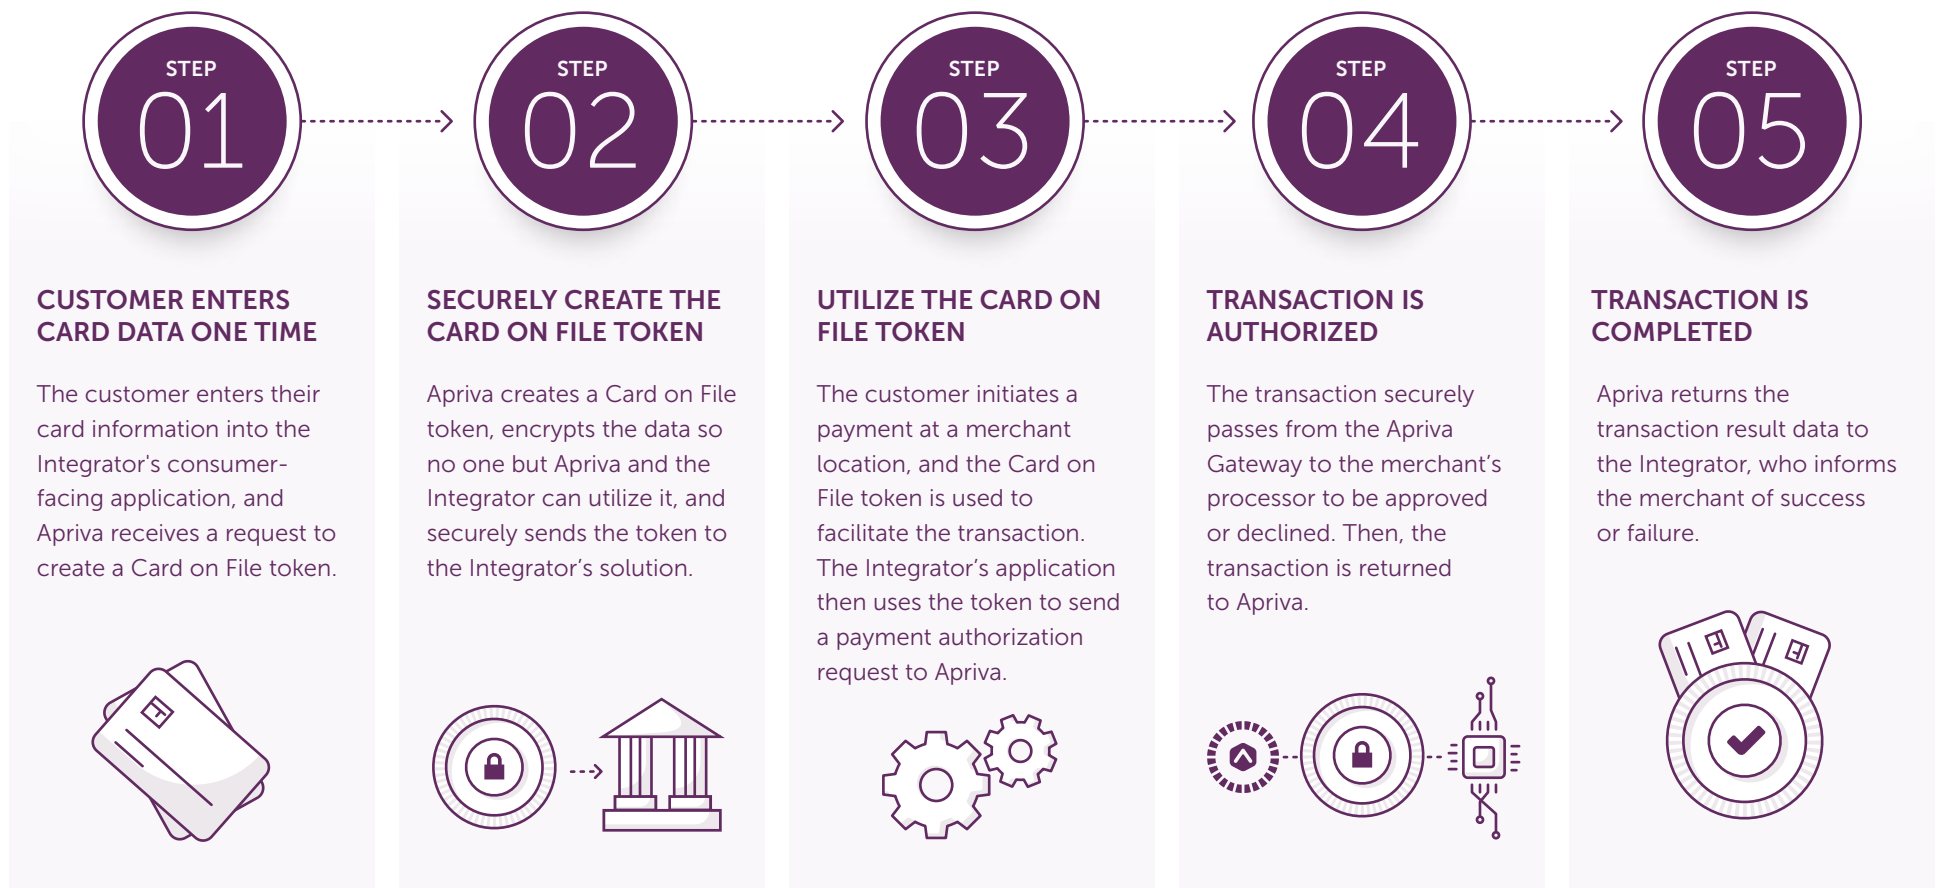 STEP
01
STEP
02
STEP
03
STEP
04
STEP
05
CUSTOMER ENTERS
CARD DATA ONE TIME
The customer enters their
card information into the
Integrator's consumer-
facing application, and
Apriva receives a request to
create a Card on File token.
SECURELY CREATE THE
CARD ON FILE TOKEN
Apriva creates a Card on File
token, encrypts the data so
no one but Apriva and the
Integrator can utilize it, and
securely sends the token to
the Integrator’s solution.
UTILIZE THE CARD ON
FILE TOKEN
The customer initiates a
payment at a merchant
location, and the Card on
File token is used to
facilitate the transaction.
The Integrator’s application
then uses the token to send
a payment authorization
request to Apriva.
TRANSACTION IS
AUTHORIZED
The transaction securely
passes from the Apriva
Gateway to the merchant’s
processor to be approved
or declined. Then, the
transaction is returned
to Apriva.
TRANSACTION IS
COMPLETED
Apriva returns the
transaction result data to
the Integrator, who informs
the merchant of success
or failure.